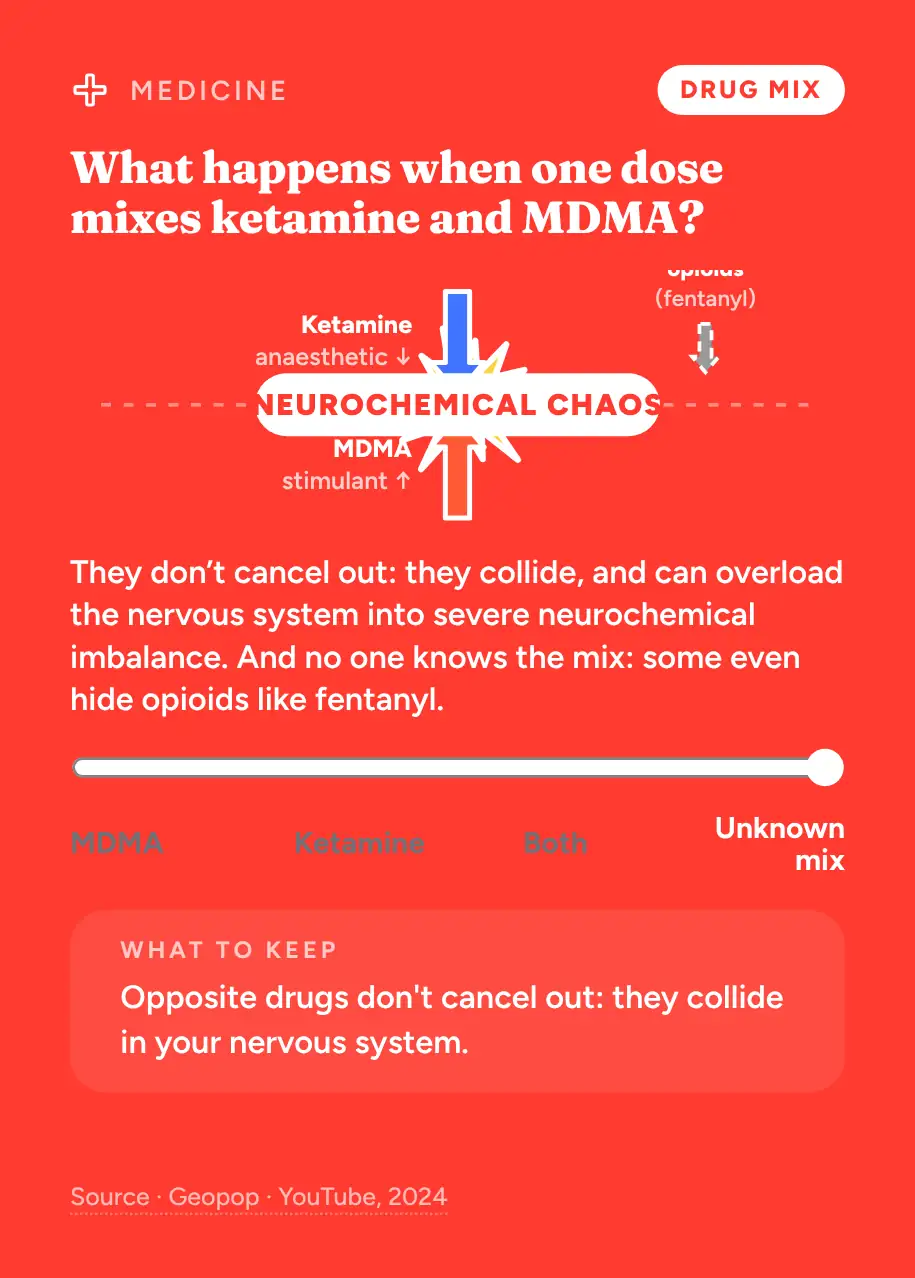 MEDICINE
DRUG MIX
What happens when one dose
mixes ketamine and MDMA?
opioids
(fentanyl)
Ketamine
anaesthetic ↓
NEUROCHEMICAL CHAOS
MDMA
stimulant ↑
They don’t cancel out: they collide, and can overload
the nervous system into severe neurochemical
imbalance. And no one knows the mix: some even
hide opioids like fentanyl.
MDMA
Ketamine
Both
Unknown
mix
WHAT TO KEEP
Opposite drugs don't cancel out: they collide
in your nervous system.
Source · Geopop · YouTube, 2024